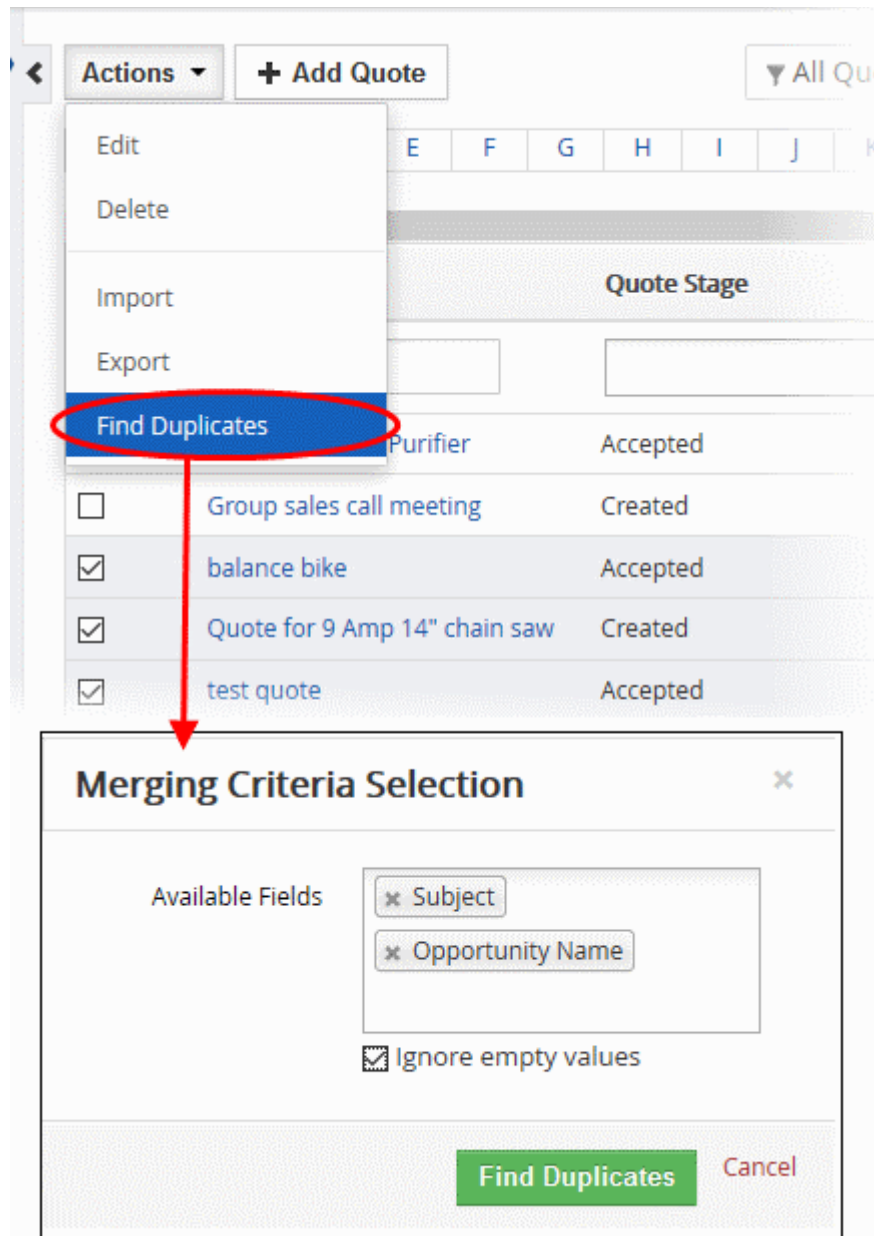 Actions + Add Quote All Qu
Edit E F G H I J K
Delete
Import Quote Stage
Export
Find Duplicates Purifier Accepted
Group sales call meeting Created
balance bike Accepted
Quote for 9 Amp 14" chain saw Created
test quote Accepted
Merging Criteria Selection ×
Available Fields × Subject
× Opportunity Name
Ignore empty values
Find Duplicates Cancel